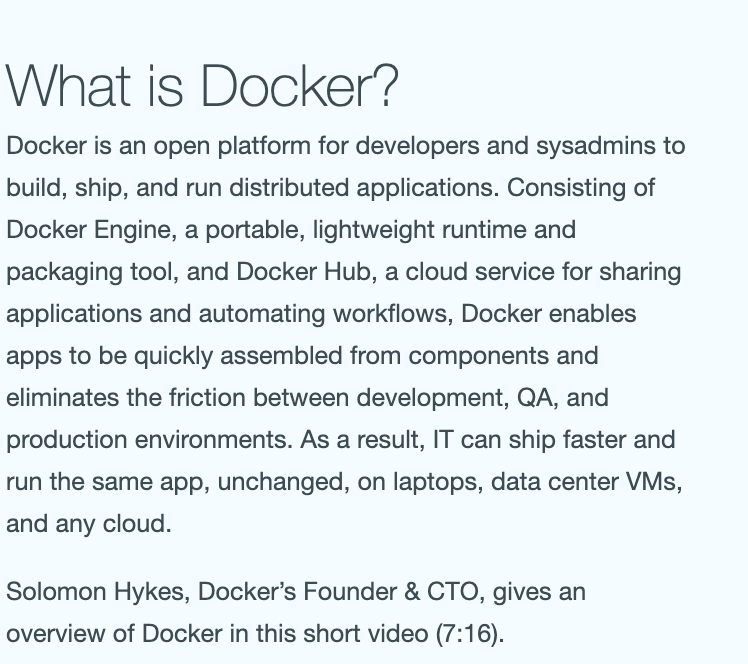 What is Docker?
Docker is an open platform for developers and sysadmins to
build, ship, and run distributed applications. Consisting of
Docker Engine, a portable, lightweight runtime and
packaging tool, and Docker Hub, a cloud service for sharing
applications and automating workflows, Docker enables
apps to be quickly assembled from components and
eliminates the friction between development, QA, and
production environments. As a result, IT can ship faster and
run the same app, unchanged, on laptops, data center VMs,
and any cloud.
Solomon Hykes, Docker’s Founder & CTO, gives an
overview of Docker in this short video (7:16).